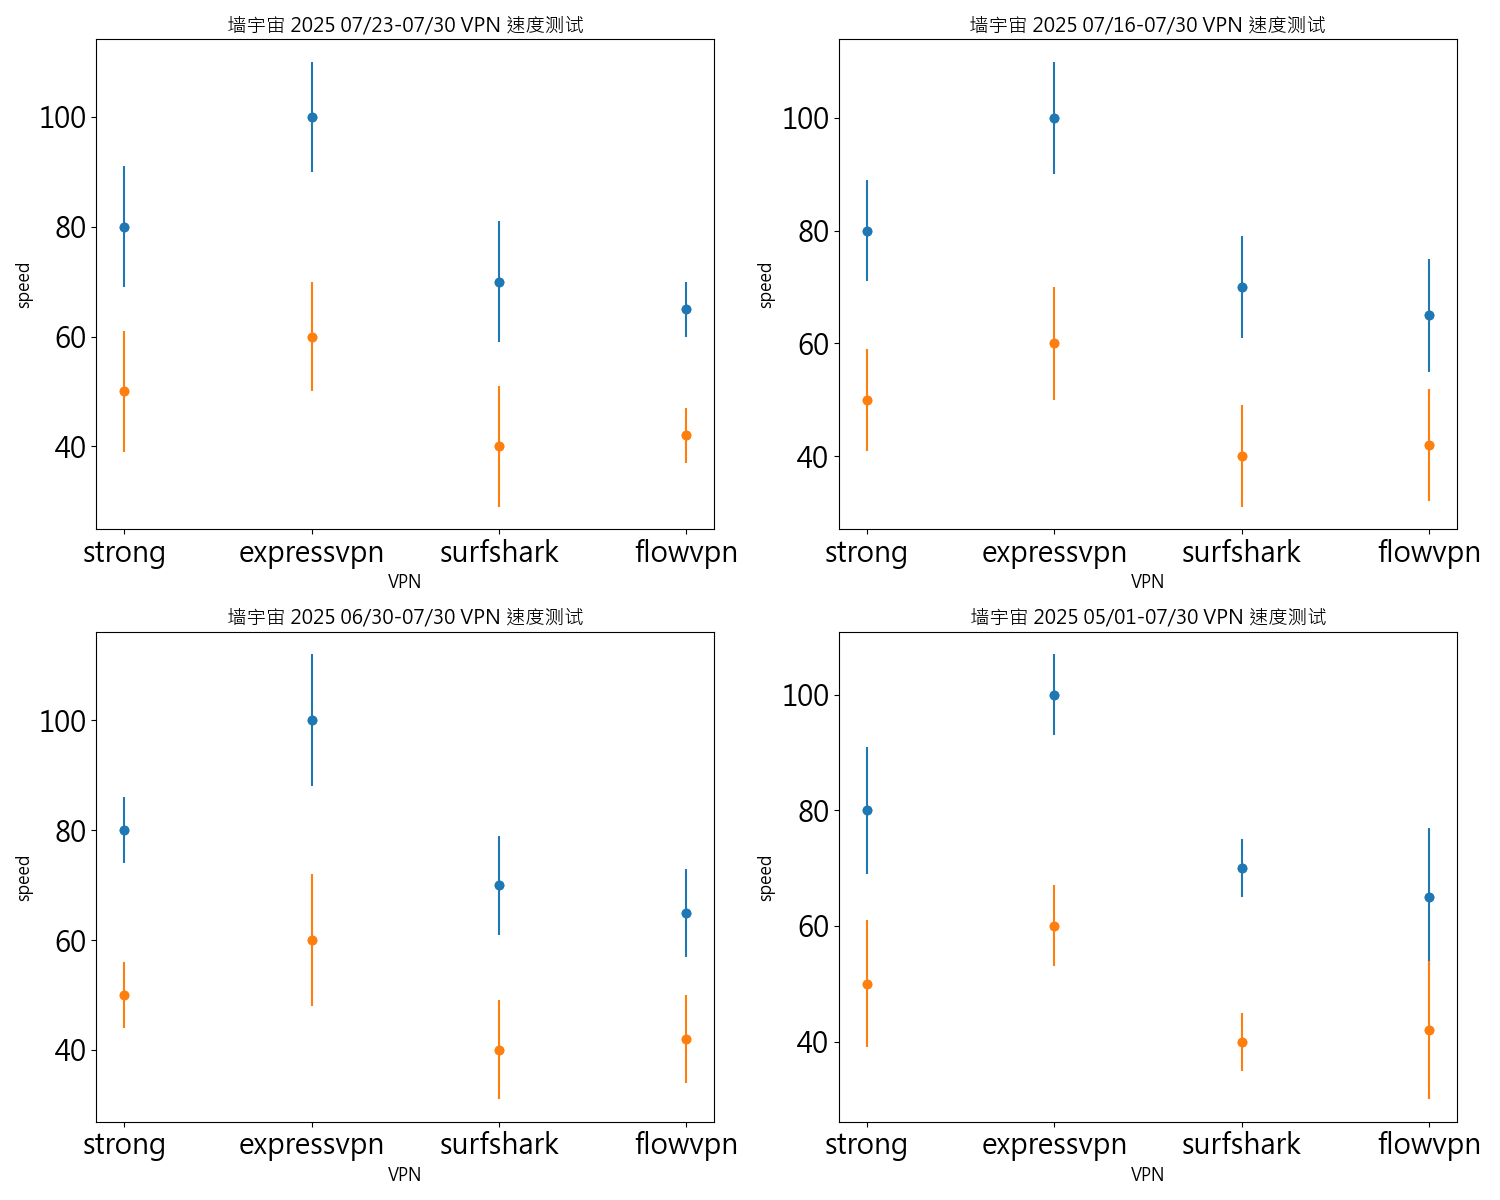 墙宇宙 2025 07/23-07/30 VPN 速度测试
100
80
60
40
speed
strong expressvpn surfshark flowvpn
VPN
墙宇宙 2025 07/16-07/30 VPN 速度测试
100
80
60
40
speed
strong expressvpn surfshark flowvpn
VPN
墙宇宙 2025 06/30-07/30 VPN 速度测试
100
80
60
40
speed
strong expressvpn surfshark flowvpn
VPN
墙宇宙 2025 05/01-07/30 VPN 速度测试
100
80
60
40
speed
strong expressvpn surfshark flowvpn
VPN